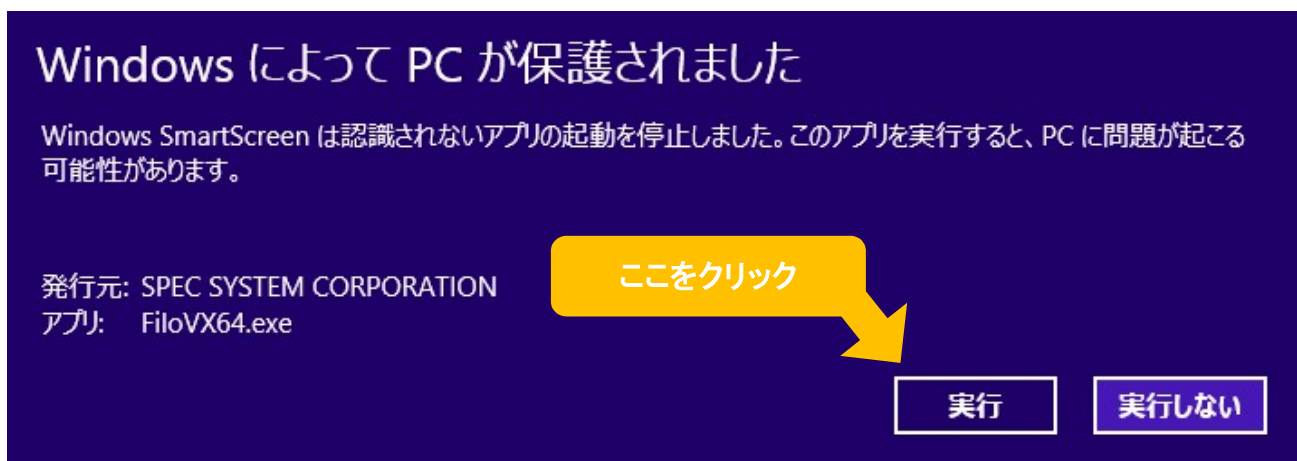 Windows によって PC が保護されました
Windows SmartScreen は認識されないアプリの起動を停止しました。このアプリを実行すると、PC に問題が起こる
可能性があります。
ここをクリック
発行元: SPEC SYSTEM CORPORATION
アプリ: FiloVX64.exe
実行
実行しない